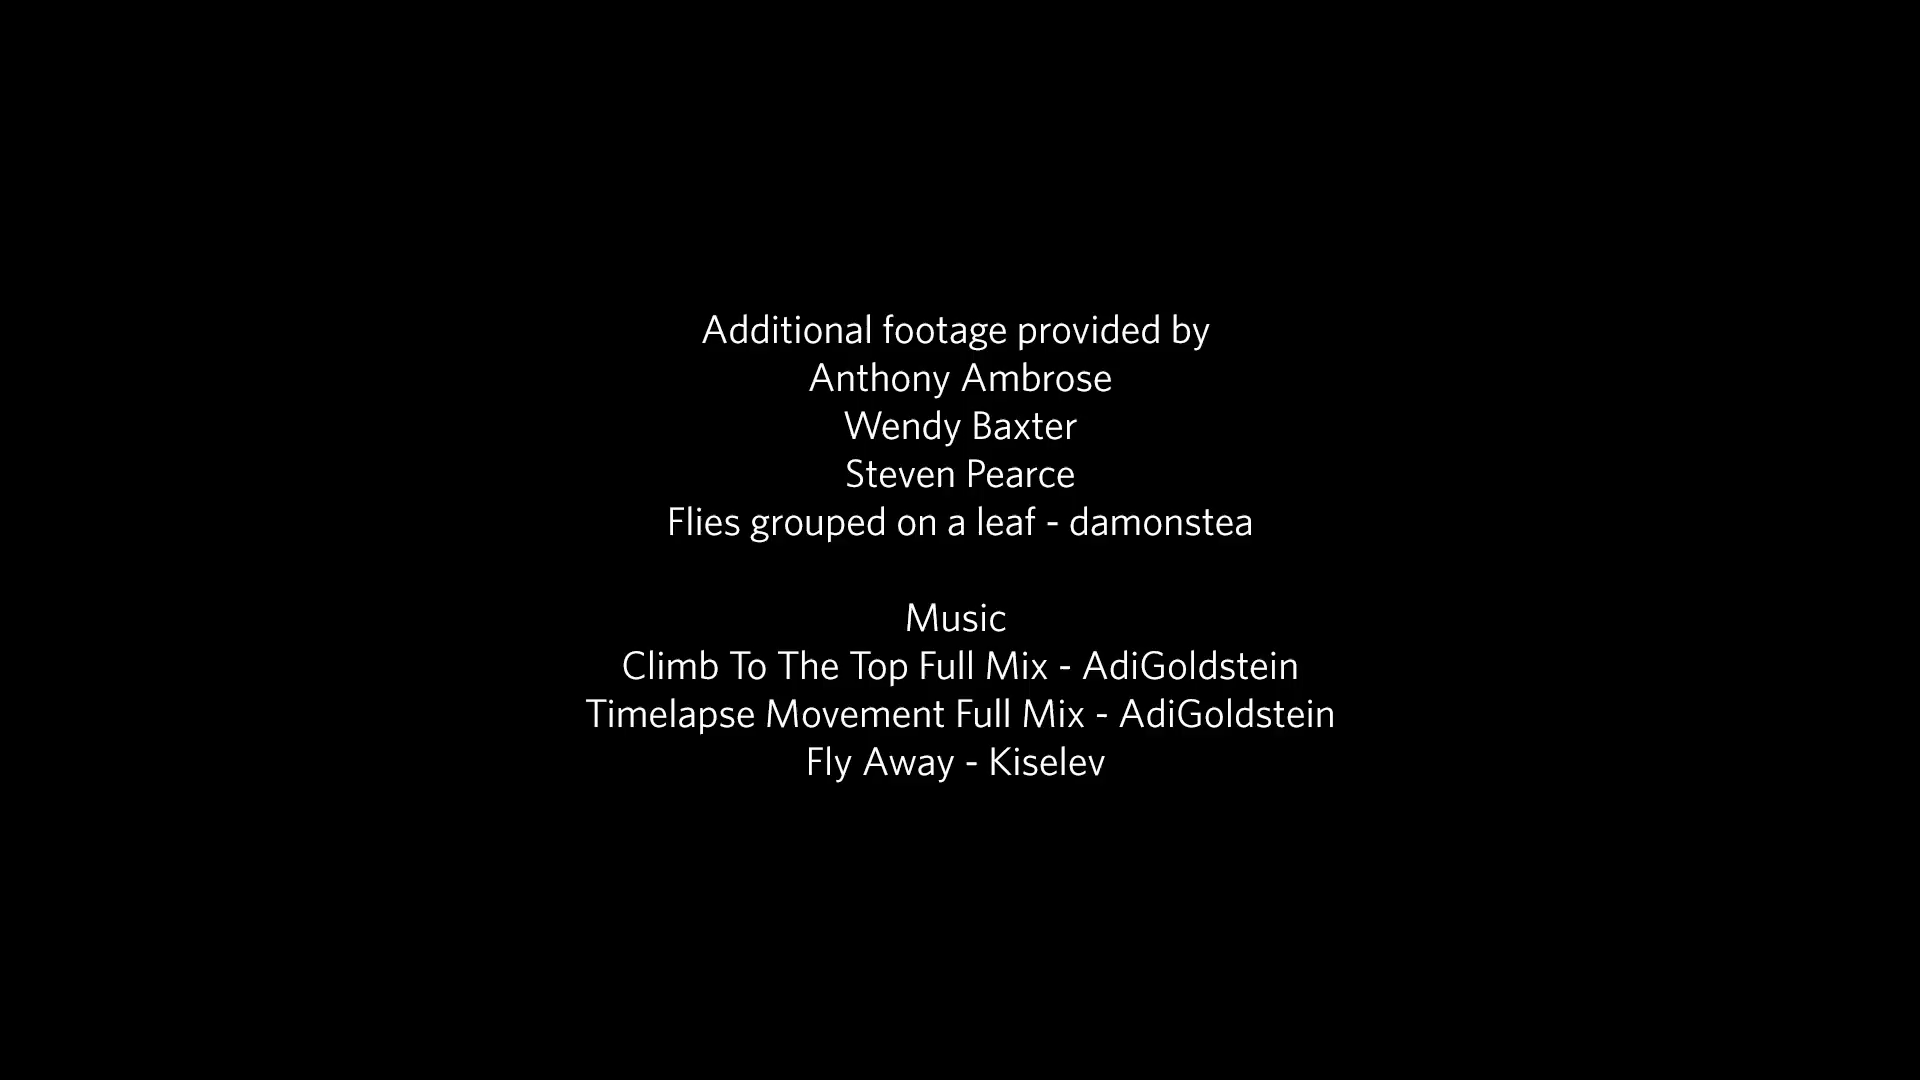 Additional footage provided by
Anthony Ambrose
Wendy Baxter
Steven Pearce
Flies grouped on a leaf - damonstea
Music
Climb To The Top Full Mix - AdiGoldstein
Timelapse Movement Full Mix - AdiGoldstein
Fly Away - Kiselev